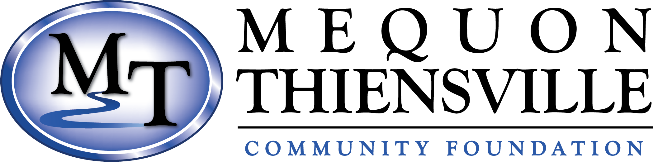 MT
MEQUON
THIENSVILLE
COMMUNITY FOUNDATION